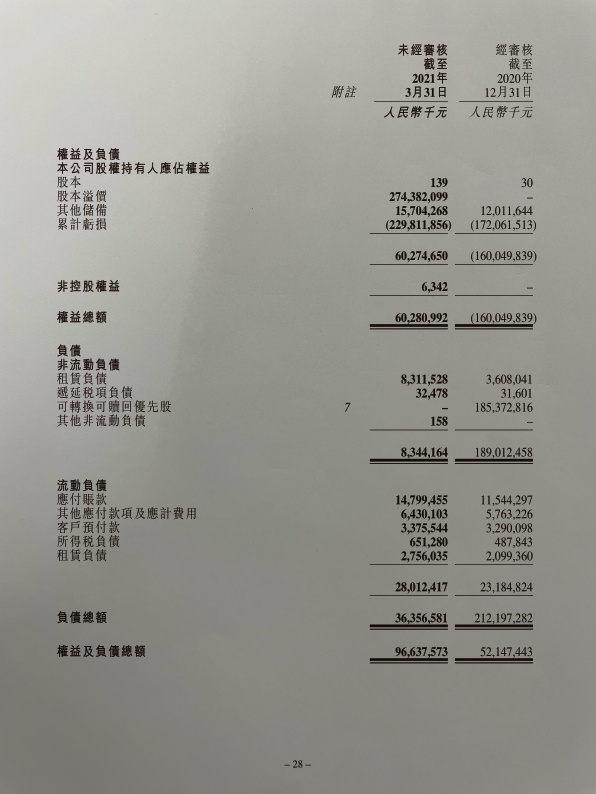 未經審核 經審核
截至 截至
2021年 2020年
附註 3月31日 12月31日
人民幣千元 人民幣千元
權益及負債
本公司股權持有人應佔權益
股本 139 30
股本溢價 274,382,099 –
其他儲備 15,704,268 12,011,644
累計虧損 (229,811,856) (172,061,513)
60,274,650 (160,049,839)
非控股權益 6,342 –
權益總額 60,280,992 (160,049,839)
負債
非流動負債
租賃負債 8,311,528 3,608,041
遞延税項負債 32,478 31,601
可轉換可贖回優先股 7 – 185,372,816
其他非流動負債 158 –
8,344,164 189,012,458
流動負債
應付賬款 14,799,455 11,544,297
其他應付款項及應計費用 6,430,103 5,763,226
客戶預付款 3,375,544 3,290,098
所得税負債 651,280 487,843
租賃負債 2,756,035 2,099,360
28,012,417 23,184,824
負債總額 36,356,581 212,197,282
權益及負債總額 96,637,573 52,147,443
– 28 –